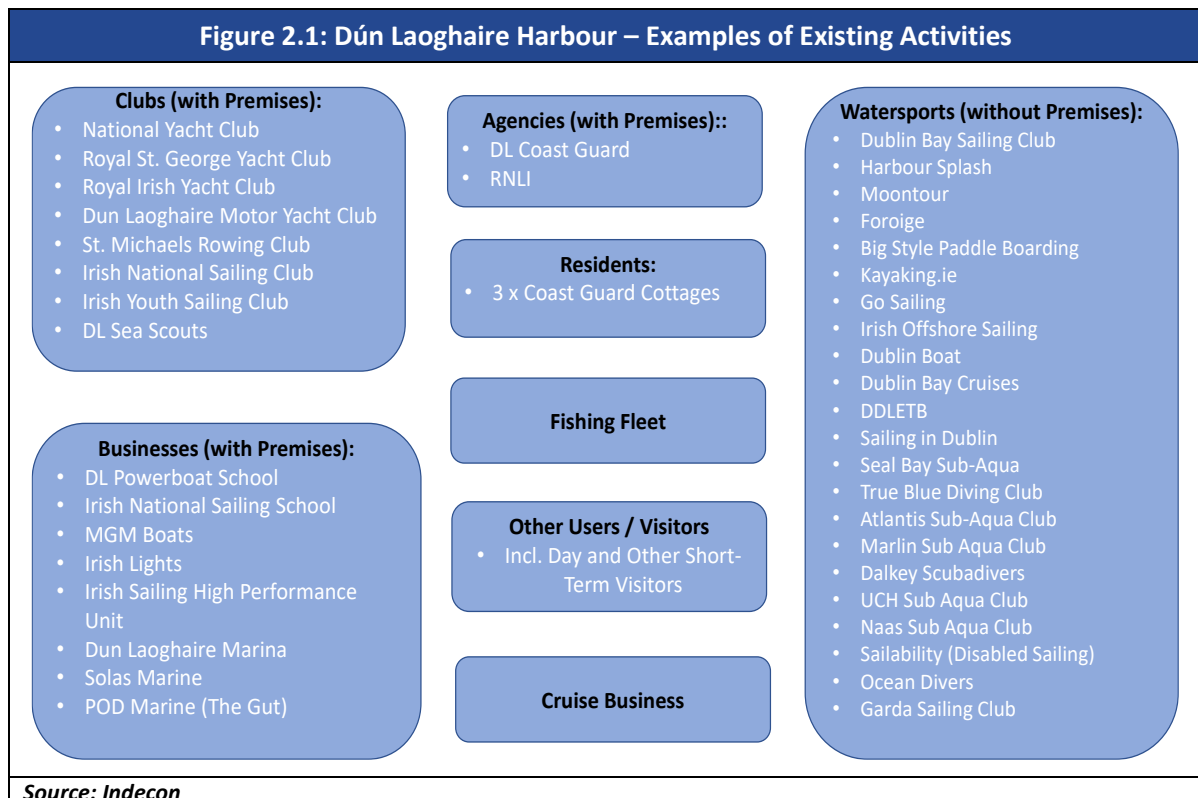 Figure 2.1: Dún Laoghaire Harbour – Examples of Existing Activities
Clubs (with Premises):
• National Yacht Club
• Royal St. George Yacht Club
• Royal Irish Yacht Club
• Dun Laoghaire Motor Yacht Club
• St. Michaels Rowing Club
• Irish National Sailing Club
• Irish Youth Sailing Club
• DL Sea Scouts
Businesses (with Premises):
• DL Powerboat School
• Irish National Sailing School
• MGM Boats
• Irish Lights
• Irish Sailing High Performance
Unit
• Dun Laoghaire Marina
• Solas Marine
• POD Marine (The Gut)
Agencies (with Premises)::
• DL Coast Guard
• RNLI
Residents:
• 3 x Coast Guard Cottages
Fishing Fleet
Other Users / Visitors
• Incl. Day and Other Short-
Term Visitors
Cruise Business
Watersports (without Premises):
• Dublin Bay Sailing Club
• Harbour Splash
• Moontour
• Foroige
• Big Style Paddle Boarding
• Kayaking.ie
• Go Sailing
• Irish Offshore Sailing
• Dublin Boat
• Dublin Bay Cruises
• DDLETB
• Sailing in Dublin
• Seal Bay Sub-Aqua
• True Blue Diving Club
• Atlantis Sub-Aqua Club
• Marlin Sub Aqua Club
• Dalkey Scubadivers
• UCH Sub Aqua Club
• Naas Sub Aqua Club
• Sailability (Disabled Sailing)
• Ocean Divers
• Garda Sailing Club
Source: Indecon